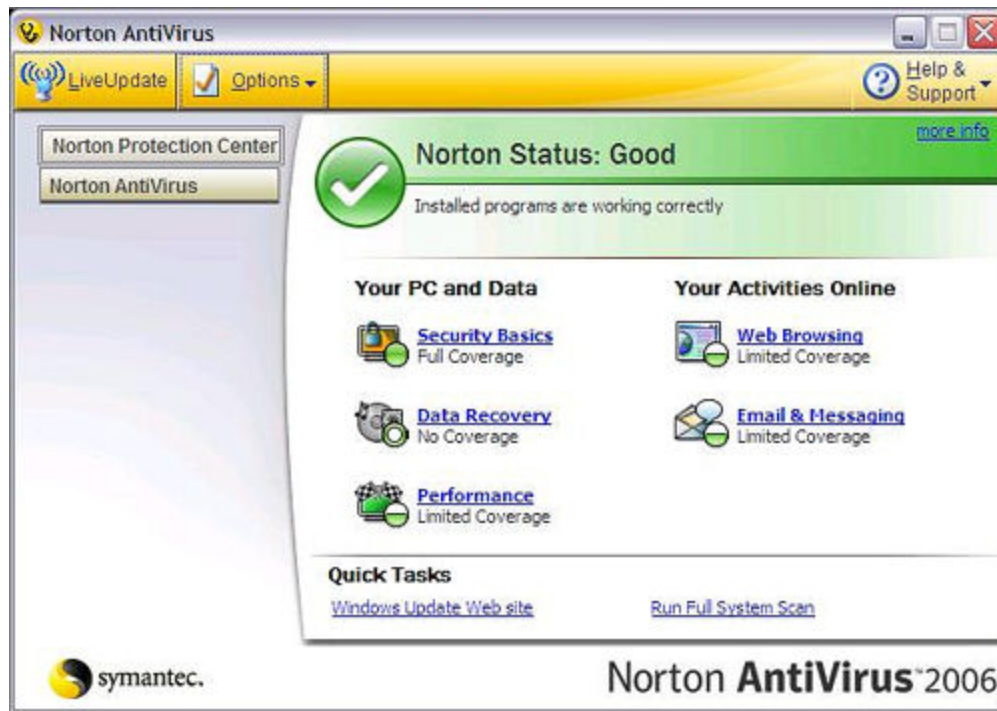 Norton AntiVirus
LiveUpdate Options Help & Support
more info
Norton Protection Center
Norton AntiVirus
Norton Status: Good
Installed programs are working correctly
Your PC and Data
Security Basics
Full Coverage
Data Recovery
No Coverage
Performance
Limited Coverage
Your Activities Online
Web Browsing
Limited Coverage
Email & Messaging
Limited Coverage
Quick Tasks
Windows Update Web site
Run Full System Scan
symantec.
Norton AntiVirus™2006